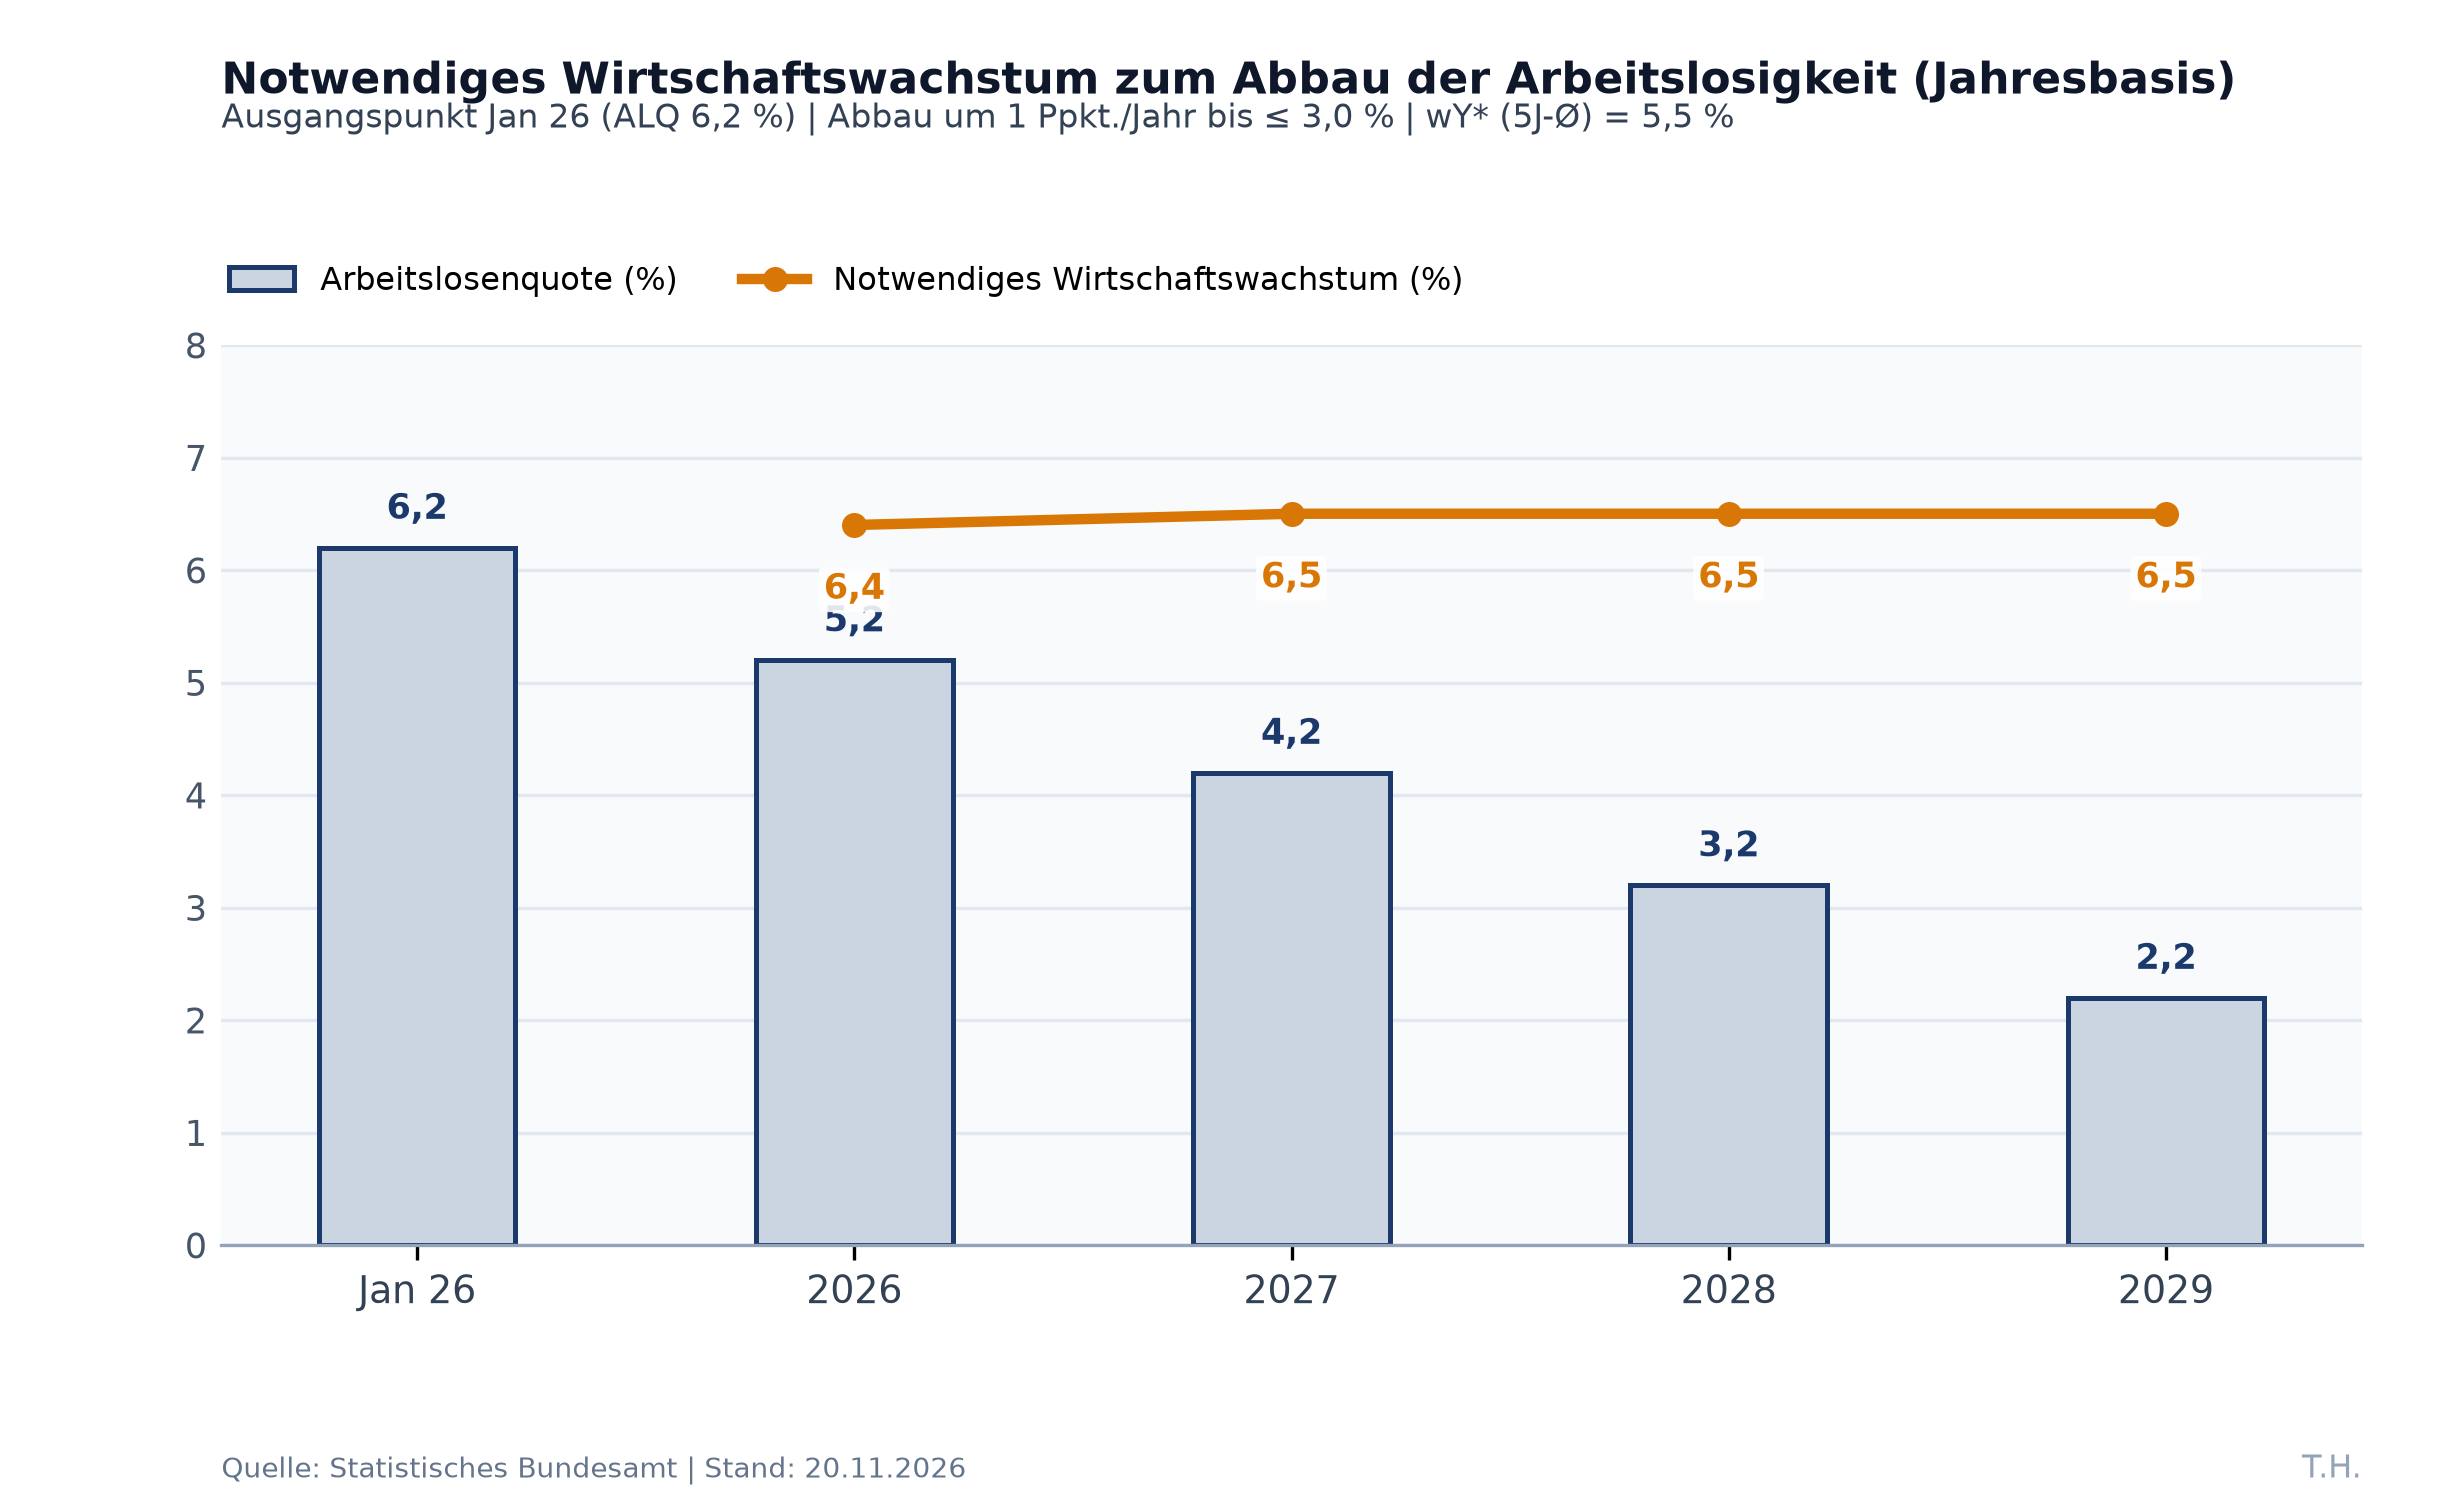 Notwendiges Wirtschaftswachstum zum Abbau der Arbeitslosigkeit (Jahresbasis)
Ausgangspunkt Jan 26 (ALQ 6,2 %) | Abbau um 1 Ppkt./Jahr bis ≤ 3,0 % | wY* (5J-Ø) = 5,5 %
Arbeitslosenquote (%) Notwendiges Wirtschaftswachstum (%)
8
7
6,2
6
6,4 6,5 6,5 6,5
5,2
5
4,2
4
3,2
3
2,2
2
1
0
Jan 26 2026 2027 2028 2029
Quelle: Statistisches Bundesamt | Stand: 20.11.2026 T.H.